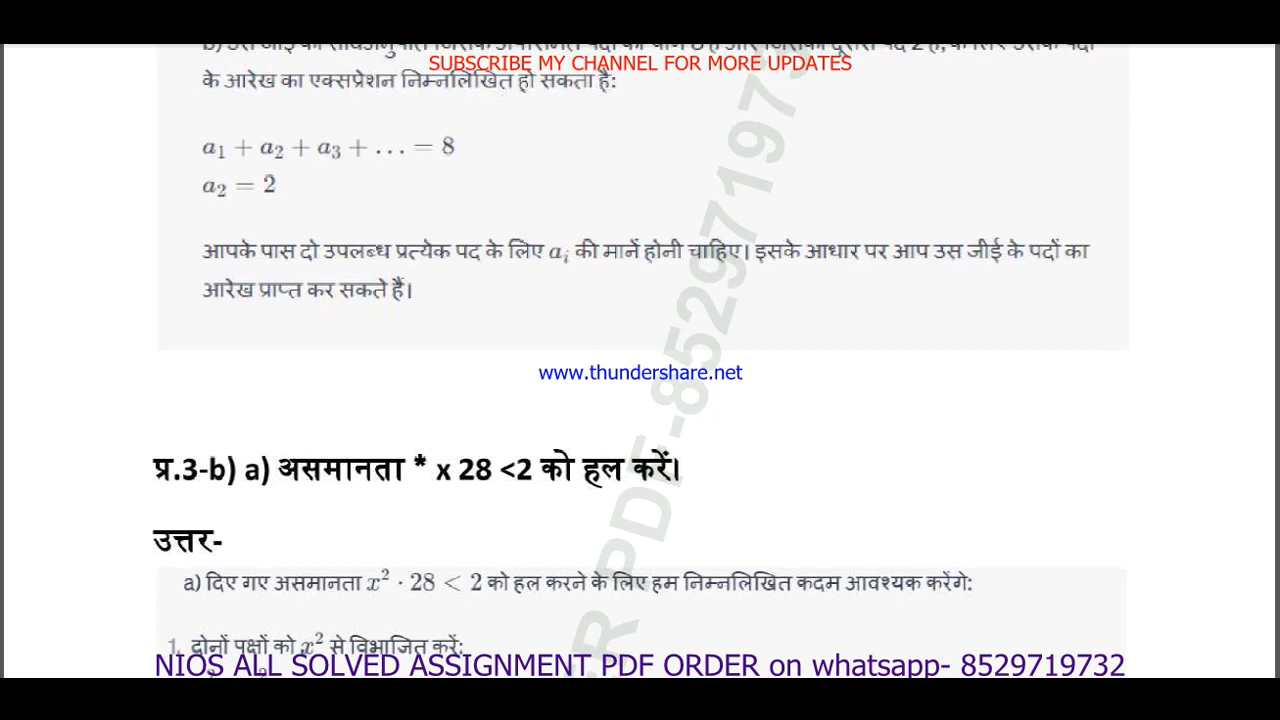 SUBSCRIBE MY CHANNEL FOR MORE UPDATES
के आरेख का एक्सप्रेशन निम्नलिखित हो सकता है:
a₁ + a₂ + a₃ + … = 8
a₂ = 2
आपके पास दो उपलब्ध प्रत्येक पद के लिए aᵢ की मानें होनी चाहिए। इसके आधार पर आप उस जीई के पदों का
आरेख प्राप्त कर सकते हैं।
www.thundershare.net
प्र.3-b) a) असमानता * x 28 <2 को हल करें।
उत्तर-
a) दिए गए असमानता x² · 28 < 2 को हल करने के लिए हम निम्नलिखित कदम आवश्यक करेंगे:
1. दोनों पक्षों को x² से विभाजित करें:
NIOS ALL SOLVED ASSIGNMENT PDF ORDER on whatsapp- 8529719732